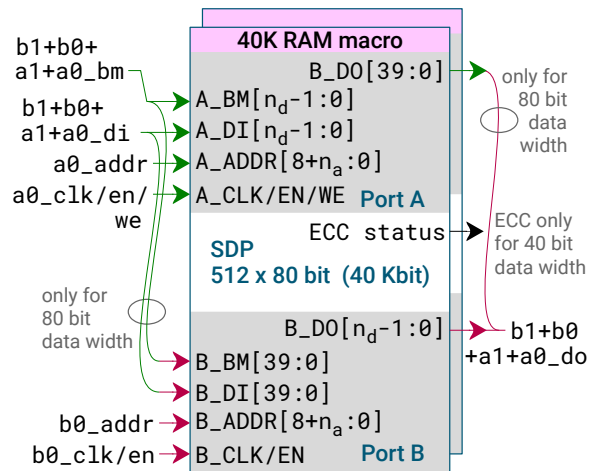 40K RAM macro
b1+b0+
a1+a0_bm
b1+b0+
a1+a0_di
a0_addr
a0_clk/en/
we
B_DO[39:0]
A_BM[nd-1:0]
A_DI[nd-1:0]
A_ADDR[8+na:0]
A_CLK/EN/WE
Port A
only for
80 bit
data
width
ECC status
ECC only
for 40 bit
data width
SDP
512 x 80 bit (40 Kbit)
only for
80 bit
data width
B_DO[nd-1:0]
b1+b0
+a1+a0_do
B_BM[39:0]
B_DI[39:0]
b0_addr
B_ADDR[8+na:0]
b0_clk/en
B_CLK/EN
Port B